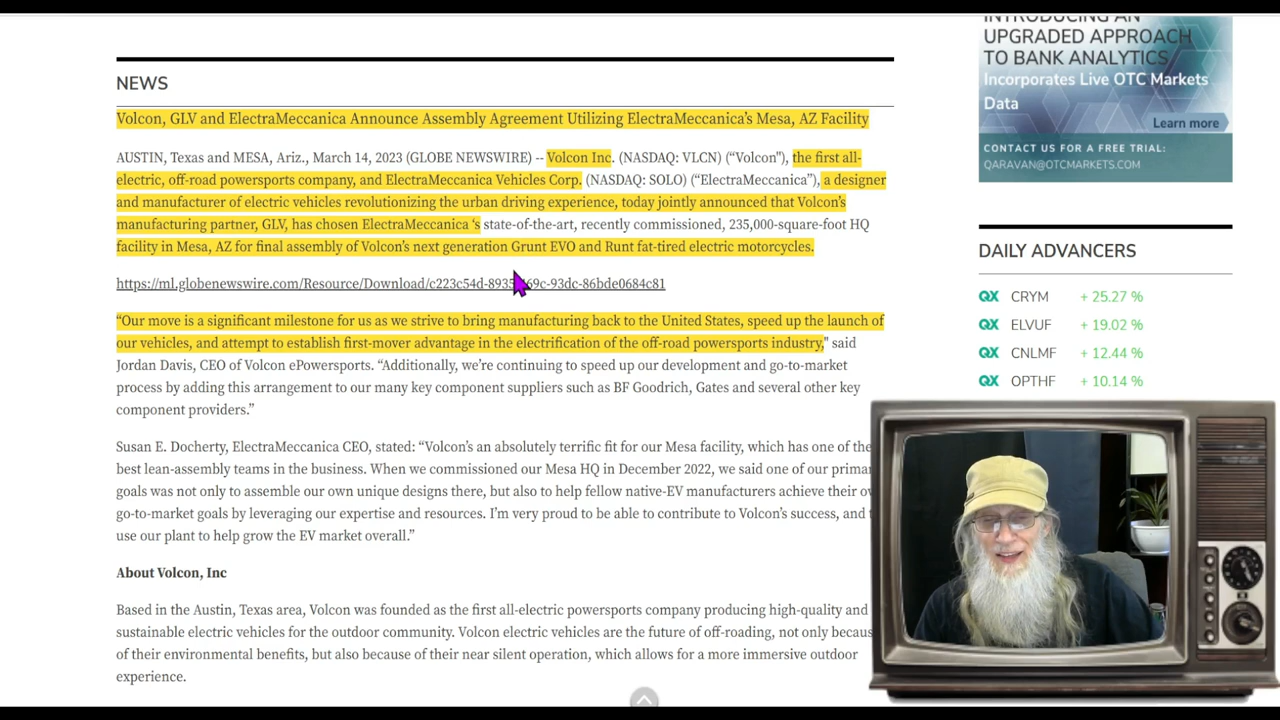 NEWS
Volcon, GLV and ElectraMeccanica Announce Assembly Agreement Utilizing ElectraMeccanica’s Mesa, AZ Facility
AUSTIN, Texas and MESA, Ariz., March 14, 2023 (GLOBE NEWSWIRE) -- Volcon Inc. (NASDAQ: VLCN) (“Volcon”), the first all-
electric, off-road powersports company, and ElectraMeccanica Vehicles Corp. (NASDAQ: SOLO) (“ElectraMeccanica”), a designer
and manufacturer of electric vehicles revolutionizing the urban driving experience, today jointly announced that Volcon’s
manufacturing partner, GLV, has chosen ElectraMeccanica ‘s state-of-the-art, recently commissioned, 235,000-square-foot HQ
facility in Mesa, AZ for final assembly of Volcon’s next generation Grunt EVO and Runt fat-tired electric motorcycles.
https://ml.globenewswire.com/Resource/Download/c223c54d-8935 69c-93dc-86bde0684c81
“Our move is a significant milestone for us as we strive to bring manufacturing back to the United States, speed up the launch of
our vehicles, and attempt to establish first-mover advantage in the electrification of the off-road powersports industry," said
Jordan Davis, CEO of Volcon ePowersports. “Additionally, we’re continuing to speed up our development and go-to-market
process by adding this arrangement to our many key component suppliers such as BF Goodrich, Gates and several other key
component providers.”
Susan E. Docherty, ElectraMeccanica CEO, stated: “Volcon’s an absolutely terrific fit for our Mesa facility, which has one of the
best lean-assembly teams in the business. When we commissioned our Mesa HQ in December 2022, we said one of our
goals was not only to assemble our own unique designs there, but also to help fellow native-EV manufacturers achieve their
go-to-market goals by leveraging our expertise and resources. I’m very proud to be able to contribute to Volcon’s success, and
use our plant to help grow the EV market overall.”
About Volcon, Inc
Based in the Austin, Texas area, Volcon was founded as the first all-electric powersports company producing high-quality and
sustainable electric vehicles for the outdoor community. Volcon electric vehicles are the future of off-roading, not only
of their environmental benefits, but also because of their near silent operation, which allows for a more immersive outdoor
experience.
INTRODUCING AN
UPGRADED APPROACH
TO BANK ANALYTICS
Incorporates Live OTC Markets
Data
Learn more
CONTACT US FOR A FREE TRIAL:
QARAVAN@OTCMARKETS.COM
DAILY ADVANCERS
QX CRYM + 25.27 %
QX ELVUF + 19.02 %
QX CNLMF + 12.44 %
QX OPTHF + 10.14 %